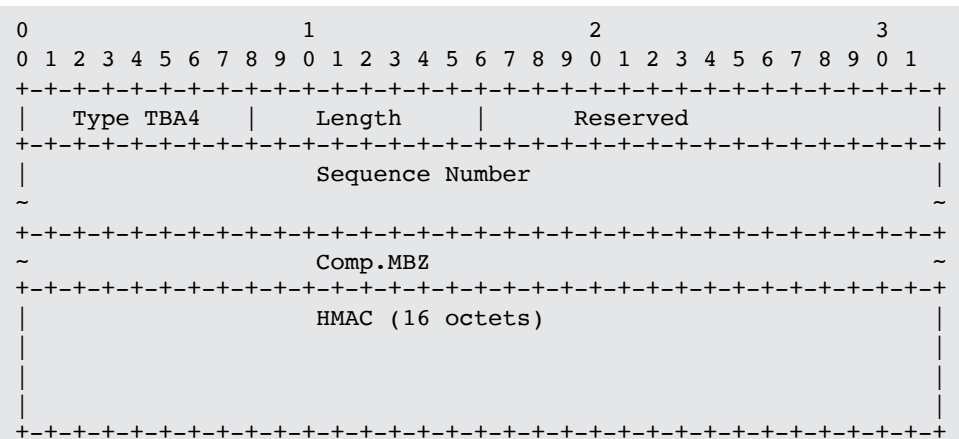 0                   1                   2                   3
0 1 2 3 4 5 6 7 8 9 0 1 2 3 4 5 6 7 8 9 0 1 2 3 4 5 6 7 8 9 0 1
+-+-+-+-+-+-+-+-+-+-+-+-+-+-+-+-+-+-+-+-+-+-+-+-+-+-+-+-+-+-+-+-+
|   Type TBA4   |    Length     |      Reserved                 |
+-+-+-+-+-+-+-+-+-+-+-+-+-+-+-+-+-+-+-+-+-+-+-+-+-+-+-+-+-+-+-+-+
|                    Sequence Number                            |
~                                                               ~
+-+-+-+-+-+-+-+-+-+-+-+-+-+-+-+-+-+-+-+-+-+-+-+-+-+-+-+-+-+-+-+-+
~                    Comp.MBZ                                   ~
+-+-+-+-+-+-+-+-+-+-+-+-+-+-+-+-+-+-+-+-+-+-+-+-+-+-+-+-+-+-+-+-+
|                    HMAC (16 octets)                           |
|                                                               |
|                                                               |
|                                                               |
+-+-+-+-+-+-+-+-+-+-+-+-+-+-+-+-+-+-+-+-+-+-+-+-+-+-+-+-+-+-+-+-+